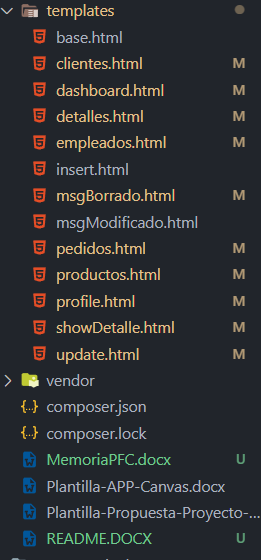 templates
base.html
clientes.html M
dashboard.html M
detalles.html M
empleados.html M
insert.html
msgBorrado.html M
msgModificado.html
pedidos.html M
productos.html M
profile.html M
showDetalle.html M
update.html M
vendor
composer.json
composer.lock
MemoriaPFC.docx U
Plantilla-APP-Canvas.docx
Plantilla-Propuesta-Proyecto-...
README.DOCX U